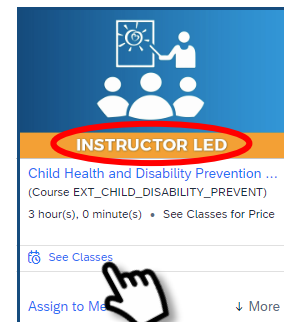 INSTRUCTOR LED
Child Health and Disability Prevention ...
(Course EXT_CHILD_DISABILITY_PREVENT)
3 hour(s), 0 minute(s) • See Classes for Price
See Classes
Assign to Me ↓ More